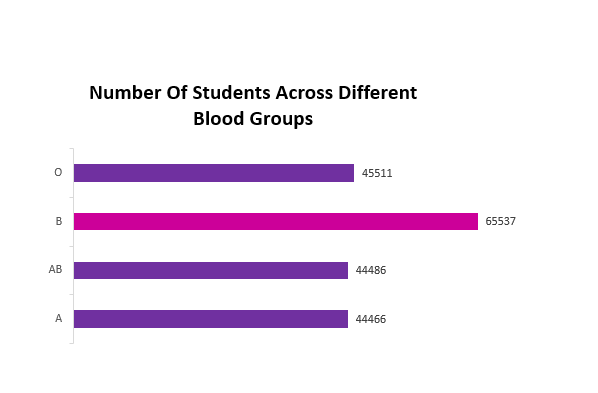 Number Of Students Across Different
Blood Groups
O 45511
B 65537
AB 44486
A 44466